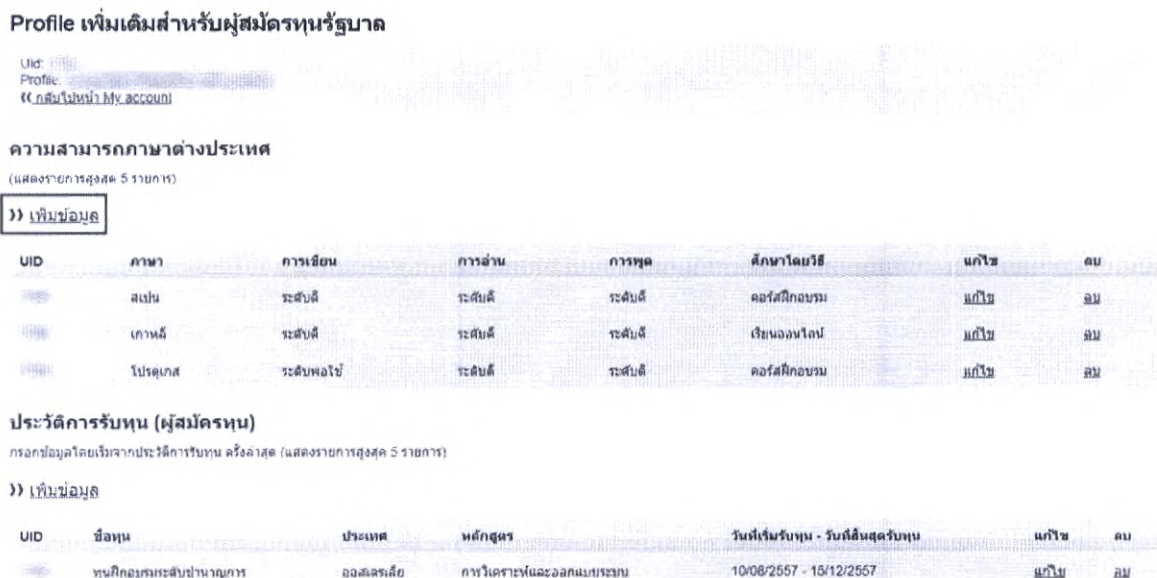 Profile เพิ่มเติมสำหรับผู้สมัครทุนรัฐบาล
Uid:
Profile:
❮❮ กลับไปหน้า My account
ความสามารถภาษาต่างประเทศ
(แสดงรายการสูงสุด 5 รายการ)
❯❯ เพิ่มข้อมูล
UID ภาษา การเขียน การอ่าน การพูด ศึกษาโดยวิธี แก้ไข ลบ
สเปน ระดับดี ระดับดี ระดับดี คอร์สฝึกอบรม แก้ไข ลบ
เกาหลี ระดับดี ระดับดี ระดับดี เรียนออนไลน์ แก้ไข ลบ
โปรตุเกส ระดับพอใช้ ระดับดี ระดับดี คอร์สฝึกอบรม แก้ไข ลบ
ประวัติการรับทุน (ผู้สมัครทุน)
กรอกข้อมูลโดยเริ่มจากประวัติการรับทุน ครั้งล่าสุด (แสดงรายการสูงสุด 5 รายการ)
❯❯ เพิ่มข้อมูล
UID ชื่อทุน ประเทศ หลักสูตร วันที่เริ่มรับทุน - วันที่สิ้นสุดรับทุน แก้ไข ลบ
ทุนฝึกอบรมระดับชำนาญการ ออสเตรเลีย การวิเคราะห์และออกแบบระบบ 10/08/2557 - 10/12/2557 แก้ไข ลบ